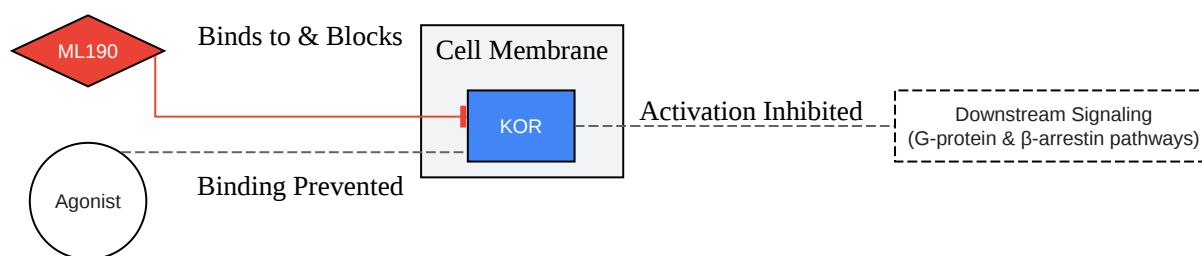 ML190
Binds to & Blocks
Cell Membrane
KOR
Activation Inhibited
Downstream Signaling
(G-protein & β-arrestin pathways)
Agonist
Binding Prevented